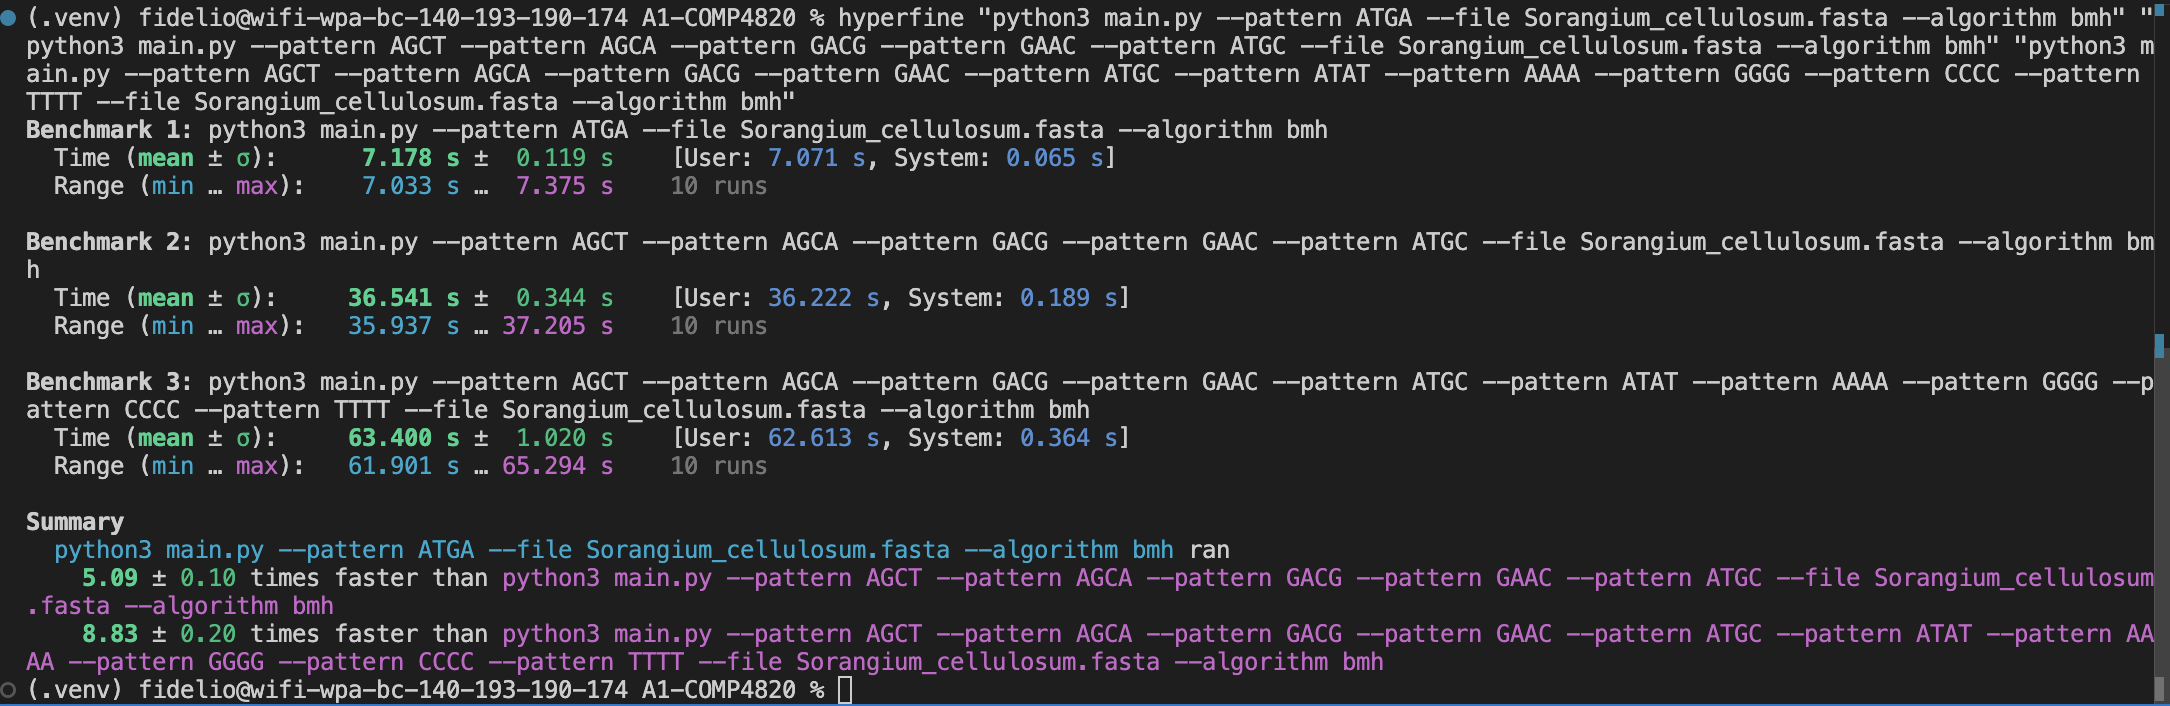 (.venv) fidelio@wifi-wpa-bc-140-193-190-174 A1-COMP4820 % hyperfine "python3 main.py --pattern ATGA --file Sorangium_cellulosum.fasta --algorithm bmh" "
python3 main.py --pattern AGCT --pattern AGCA --pattern GACG --pattern GAAC --pattern ATGC --file Sorangium_cellulosum.fasta --algorithm bmh" "python3 m
ain.py --pattern AGCT --pattern AGCA --pattern GACG --pattern GAAC --pattern ATGC --pattern ATAT --pattern AAAA --pattern GGGG --pattern CCCC --pattern
TTTT --file Sorangium_cellulosum.fasta --algorithm bmh"
Benchmark 1: python3 main.py --pattern ATGA --file Sorangium_cellulosum.fasta --algorithm bmh
Time (mean ± σ): 7.178 s ± 0.119 s [User: 7.071 s, System: 0.065 s]
Range (min … max): 7.033 s … 7.375 s 10 runs
Benchmark 2: python3 main.py --pattern AGCT --pattern AGCA --pattern GACG --pattern GAAC --pattern ATGC --file Sorangium_cellulosum.fasta --algorithm bm
h
Time (mean ± σ): 36.541 s ± 0.344 s [User: 36.222 s, System: 0.189 s]
Range (min … max): 35.937 s … 37.205 s 10 runs
Benchmark 3: python3 main.py --pattern AGCT --pattern AGCA --pattern GACG --pattern GAAC --pattern ATGC --pattern ATAT --pattern AAAA --pattern GGGG --p
attern CCCC --pattern TTTT --file Sorangium_cellulosum.fasta --algorithm bmh
Time (mean ± σ): 63.400 s ± 1.020 s [User: 62.613 s, System: 0.364 s]
Range (min … max): 61.901 s … 65.294 s 10 runs
Summary
python3 main.py --pattern ATGA --file Sorangium_cellulosum.fasta --algorithm bmh ran
5.09 ± 0.10 times faster than python3 main.py --pattern AGCT --pattern AGCA --pattern GACG --pattern GAAC --pattern ATGC --file Sorangium_cellulosum
.fasta --algorithm bmh
8.83 ± 0.20 times faster than python3 main.py --pattern AGCT --pattern AGCA --pattern GACG --pattern GAAC --pattern ATGC --pattern ATAT --pattern AA
AA --pattern GGGG --pattern CCCC --pattern TTTT --file Sorangium_cellulosum.fasta --algorithm bmh
(.venv) fidelio@wifi-wpa-bc-140-193-190-174 A1-COMP4820 %